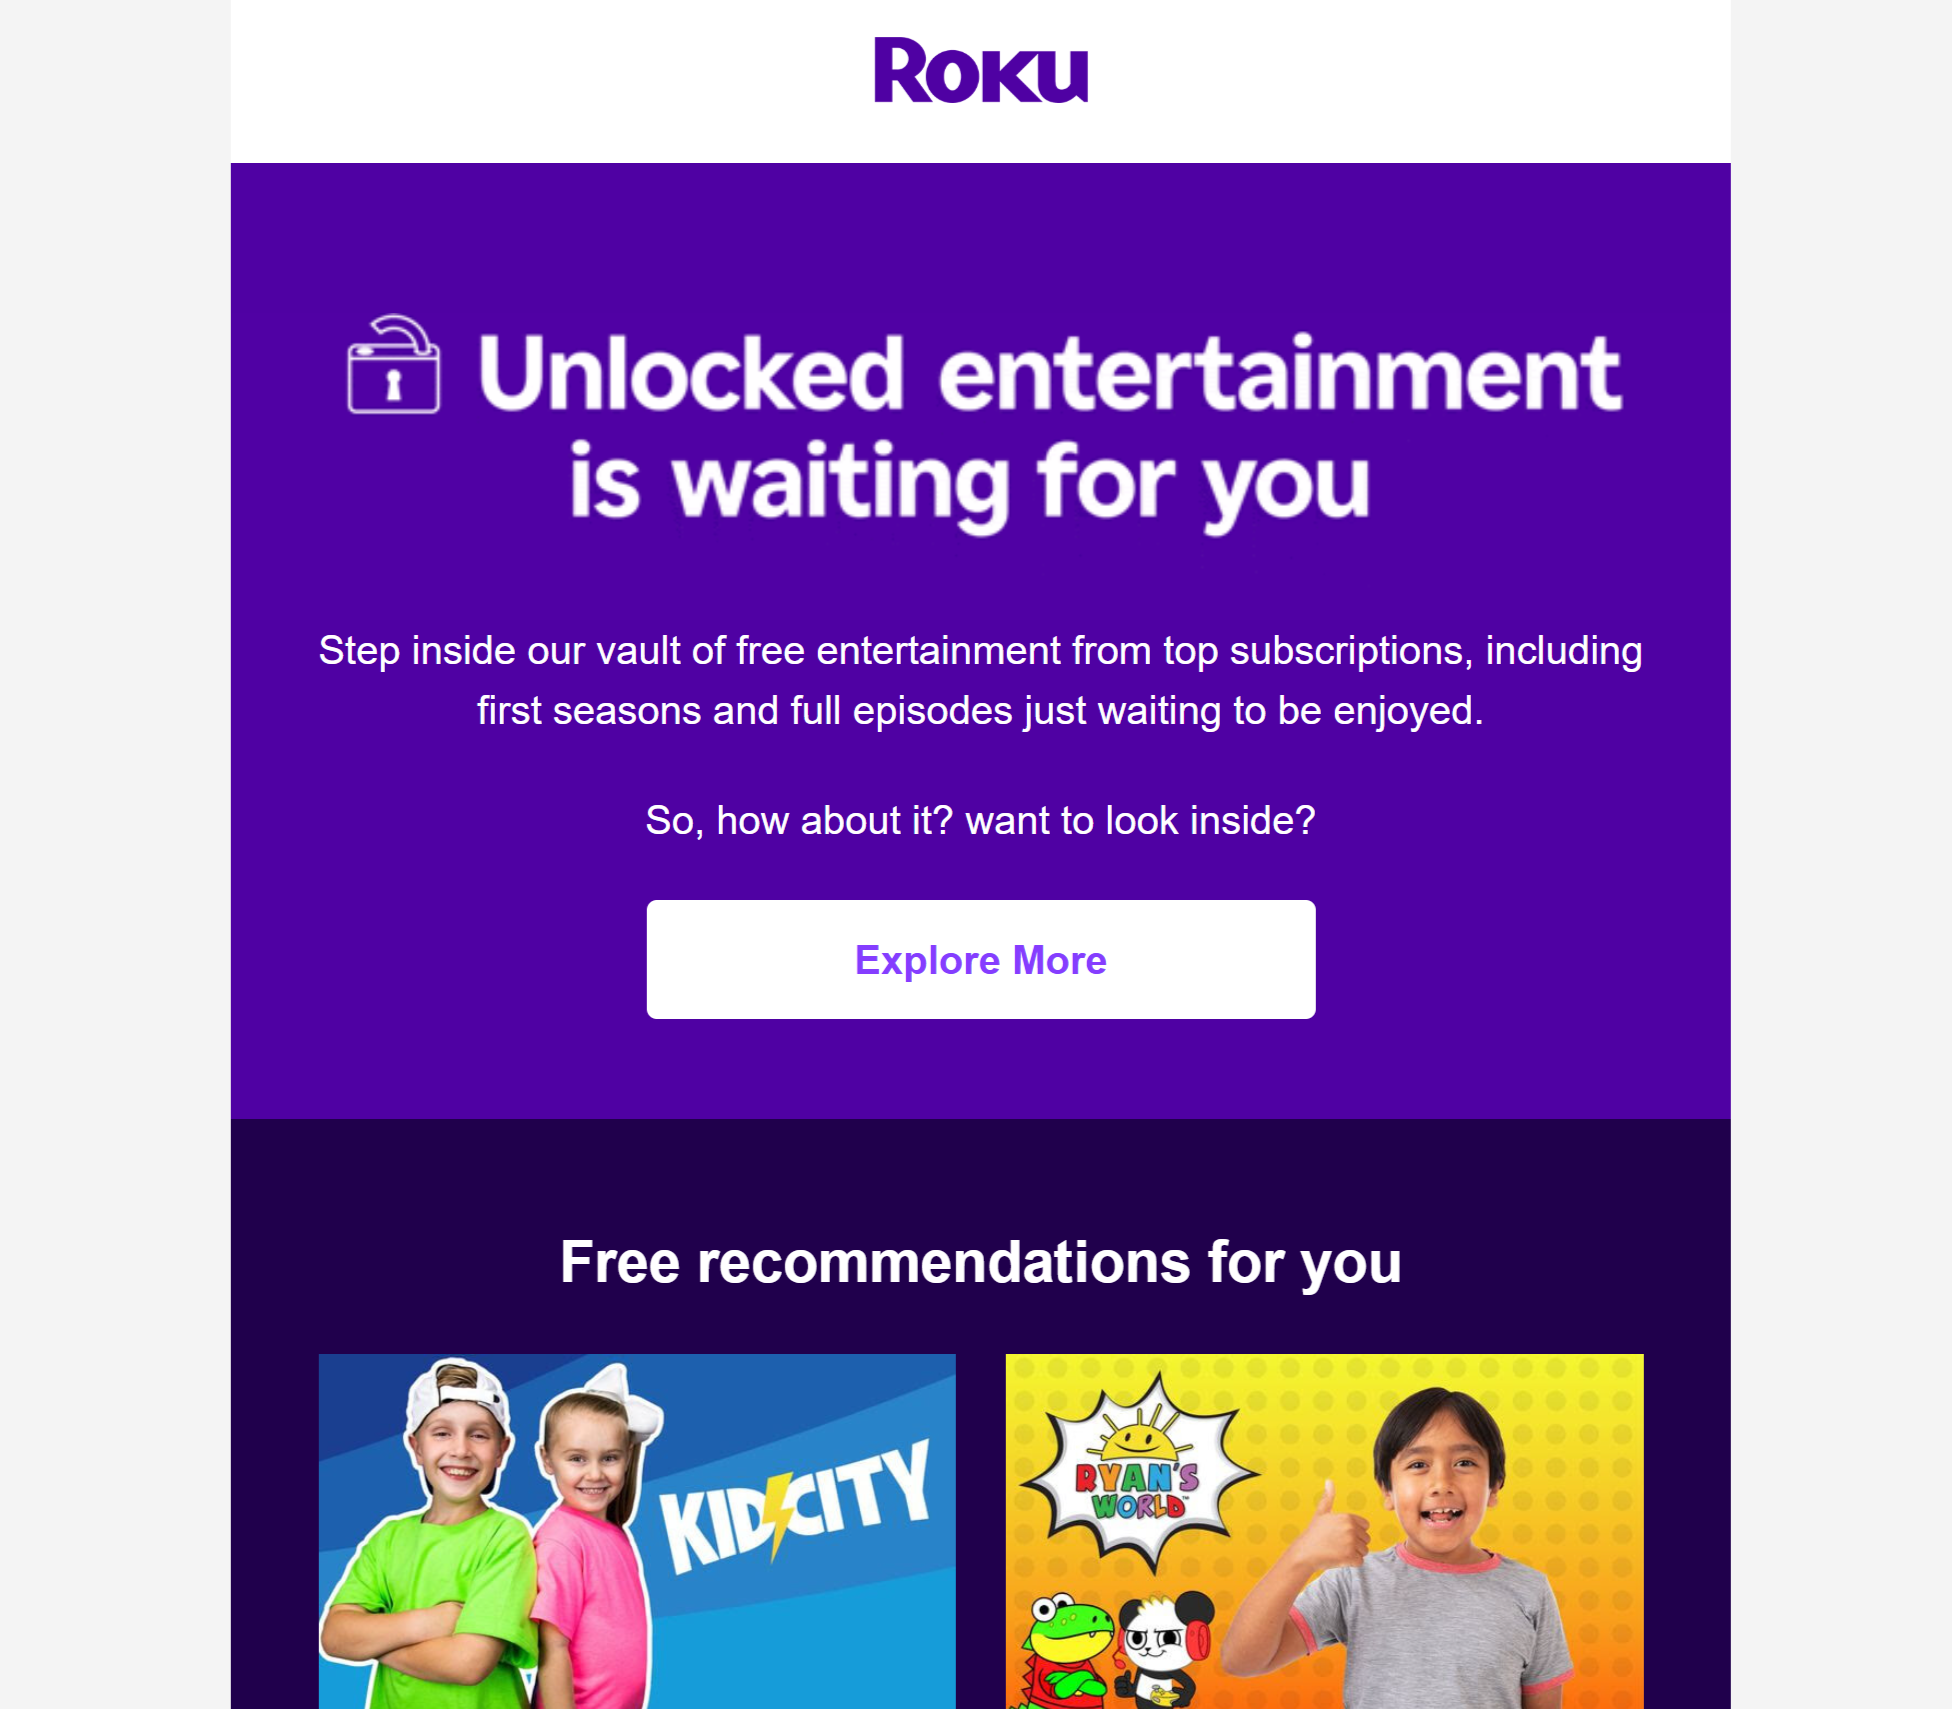 Roku
Unlocked entertainment
is waiting for you
Step inside our vault of free entertainment from top subscriptions, including
first seasons and full episodes just waiting to be enjoyed.
So, how about it? want to look inside?
Explore More
Free recommendations for you
KIDCITY
RYAN'S
WORLD™